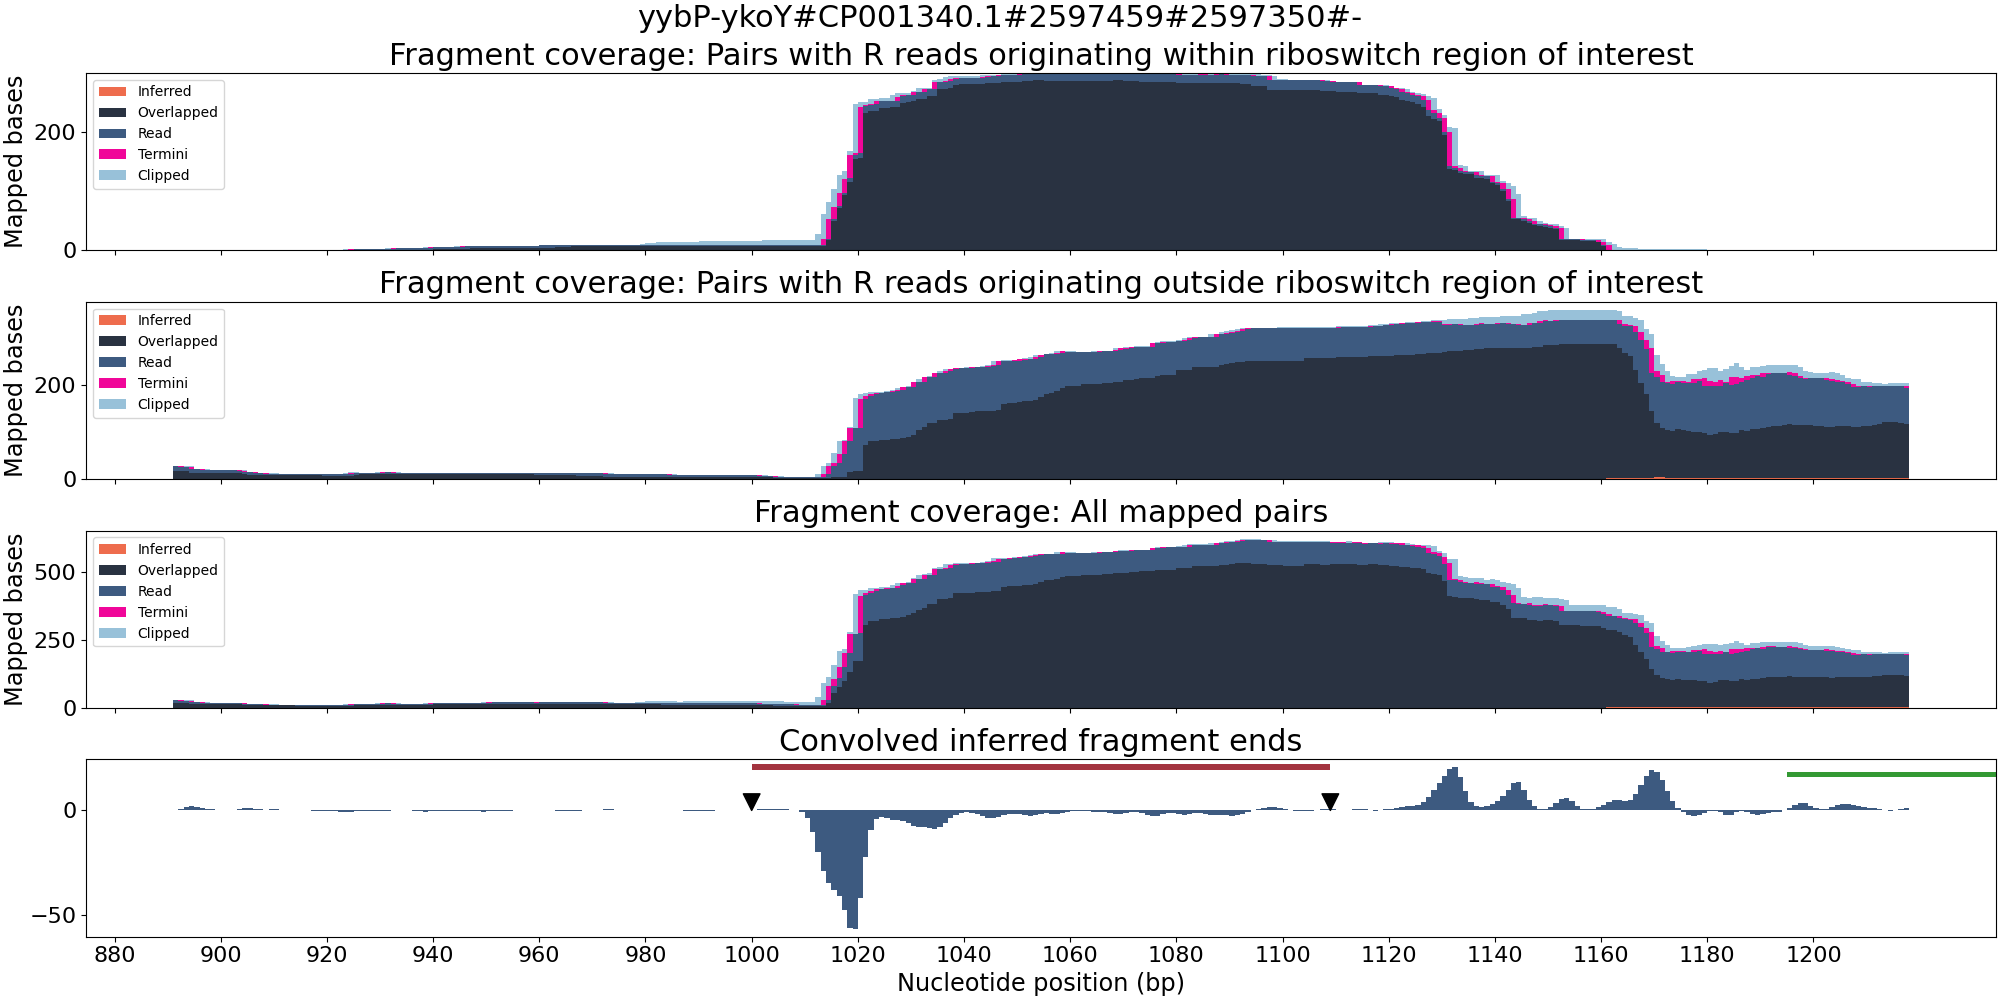 yybP-ykoY#CP001340.1#2597459#2597350#-
Fragment coverage: Pairs with R reads originating within riboswitch region of interest
Mapped bases
200
0
Inferred
Overlapped
Read
Termini
Clipped
Fragment coverage: Pairs with R reads originating outside riboswitch region of interest
Mapped bases
200
0
Inferred
Overlapped
Read
Termini
Clipped
Fragment coverage: All mapped pairs
Mapped bases
500
250
0
Inferred
Overlapped
Read
Termini
Clipped
Convolved inferred fragment ends
0
−50
880 900 920 940 960 980 1000 1020 1040 1060 1080 1100 1120 1140 1160 1180 1200
Nucleotide position (bp)